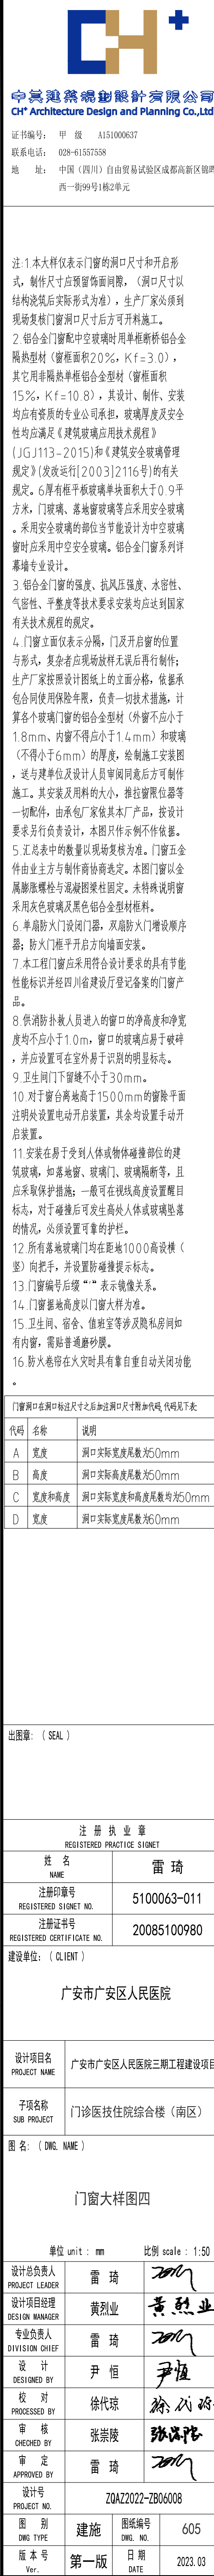 CH+
中美建筑规划设计有限公司
CH+ Architecture Design and Planning Co.,Ltd
证书编号: 甲 级 A151000637
联系电话: 028-61557558
地 址: 中国（四川）自由贸易试验区成都高新区锦晖
西一街99号1栋2单元
注:1.本大样仅表示门窗的洞口尺寸和开启形
式，制作尺寸应预留饰面间隙，（洞口尺寸以
结构浇筑后实际形式为准），生产厂家必须到
现场复核门窗洞口尺寸后方可开料施工。
2.铝合金门窗配中空玻璃时用单框断桥铝合金
隔热型材（窗框面积20%，Kf=3.0），
其它用非隔热单框铝合金型材（窗框面积
15%，Kf=10.8），其设计、制作、安装
均应有资质的专业公司承担，玻璃厚度及安全
性均应满足《建筑玻璃应用技术规程》
(JGJ113-2015)和《建筑安全玻璃管理
规定》(发改运行[2003]2116号)的有关
规定。6厚有框平板玻璃单块面积大于0.9平
方米，门玻璃、落地窗玻璃等应采用安全玻璃
。采用安全玻璃的部位当节能设计为中空玻璃
窗时应采用中空安全玻璃。铝合金门窗系列详
幕墙专业设计。
3.铝合金门窗的强度、抗风压强度、水密性、
气密性、平整度等技术要求安装均应达到国家
有关技术规程的规定。
4.门窗立面仅表示分隔，门及开启窗的位置
与形式，复杂者应现场放样无误后再行制作；
生产厂家按照设计图纸上的立面分格，依据承
包合同使用保险年限，负责一切技术措施，计
算各个玻璃门窗的铝合金型材（外窗不应小于
1.8mm、内窗不得应小于1.4mm）和玻璃
（不得小于6mm）的厚度，绘制施工安装图
，送与建单位及设计人员审阅同意后方可制作
施工。其安装及用料的大小，推拉窗限位器等
一切配件，由承包厂家依其本厂产品，按设计
要求另行负责设计，本图只作示例不作依据。
5.汇总表中的数量以现场复核为准。门窗五金
件由业主方与制作商协商选定。本图门窗以金
属膨胀螺栓与混凝图梁柱固定。未特殊说明窗
采用灰色玻璃及黑色铝合金型材框料。
6.单扇防火门设闭门器，双扇防火门增设顺序
器；防火门框平开启方向墙面安装。
7.本工程门窗应采用符合设计要求的具有节能
性能标识并经四川省建设厅登记备案的门窗产
品。
8.供消防扑救人员进入的窗口的净高度和净宽
度均不应小于1.0m，窗口的玻璃应易于破碎
，并应设置可在室外易于识别的明显标志。
9.卫生间门下留缝不小于30mm。
10.对于窗台离地高于1500mm的窗除平面
注明处设置电动开启装置，其余均设置手动开
启装置。
11.安装在易于受到人体或物体碰撞部位的建
筑玻璃，如落地窗、玻璃门、玻璃隔断等，且
应采取保护措施；一般可在视线高度设置醒目
标志，对于碰撞后可发生高处人体或玻璃坠落
的情况，必须设置可靠的护栏。
12.所有落地玻璃门均在距地1000高设横（
竖）向把手，并设置防碰撞提示标志。
13.门窗编号后缀“'”表示镜像关系。
14.门窗据地高度以门窗大样为准。
15.卫生间、宿舍、值班室等涉及隐私房间如
有内窗，需贴普通磨砂膜。
16.防火卷帘在火灾时具有靠自重自动关闭功能
。
门窗洞口在洞口标注尺寸之后加注洞口尺寸附加代码,代码见下表:
代码 名称 说明
A 宽度 洞口实际宽度尾数为50mm
B 高度 洞口实际高度尾数为50mm
C 宽度和高度 洞口实际宽度和高度尾数均为50mm
D 宽度 洞口实际宽度尾数为60mm
出图章:（ SEAL ）
注 册 执 业 章
REGISTERED PRACTICE SIGNET
姓 名 雷 琦
NAME
注册印章号 5100063-011
REGISTERED SIGNET NO.
注册证书号 20085100980
REGISTERED CERTIFICATE NO.
建设单位:（ CLIENT ）
广安市广安区人民医院
设计项目名 广安市广安区人民医院三期工程建设项目
PROJECT NAME
子项名称 门诊医技住院综合楼（南区）
SUB PROJECT
图 名:（ DWG. NAME ）
门窗大样图四
单位 unit : mm 比例 scale : 1:50
设计总负责人 雷 琦
PROJECT LEADER
设计项目经理 黄烈业 黄烈业
DESIGN MANAGER
专业负责人 雷 琦
DIVISION CHIEF
设 计 尹 恒 尹恒
DESIGNED BY
校 对 徐代琼 徐代琼
PROCESSED BY
审 核 张崇陵 张崇陵
CHECHED BY
审 定 雷 琦
APPROVED BY
设计号 ZQAZ2022-ZB06008
PROJECT NO.
图 别 建施 图纸编号 605
DWG TYPE DWG. NO.
版 本 号 第一版 日 期 2023.03
Ver. DATE